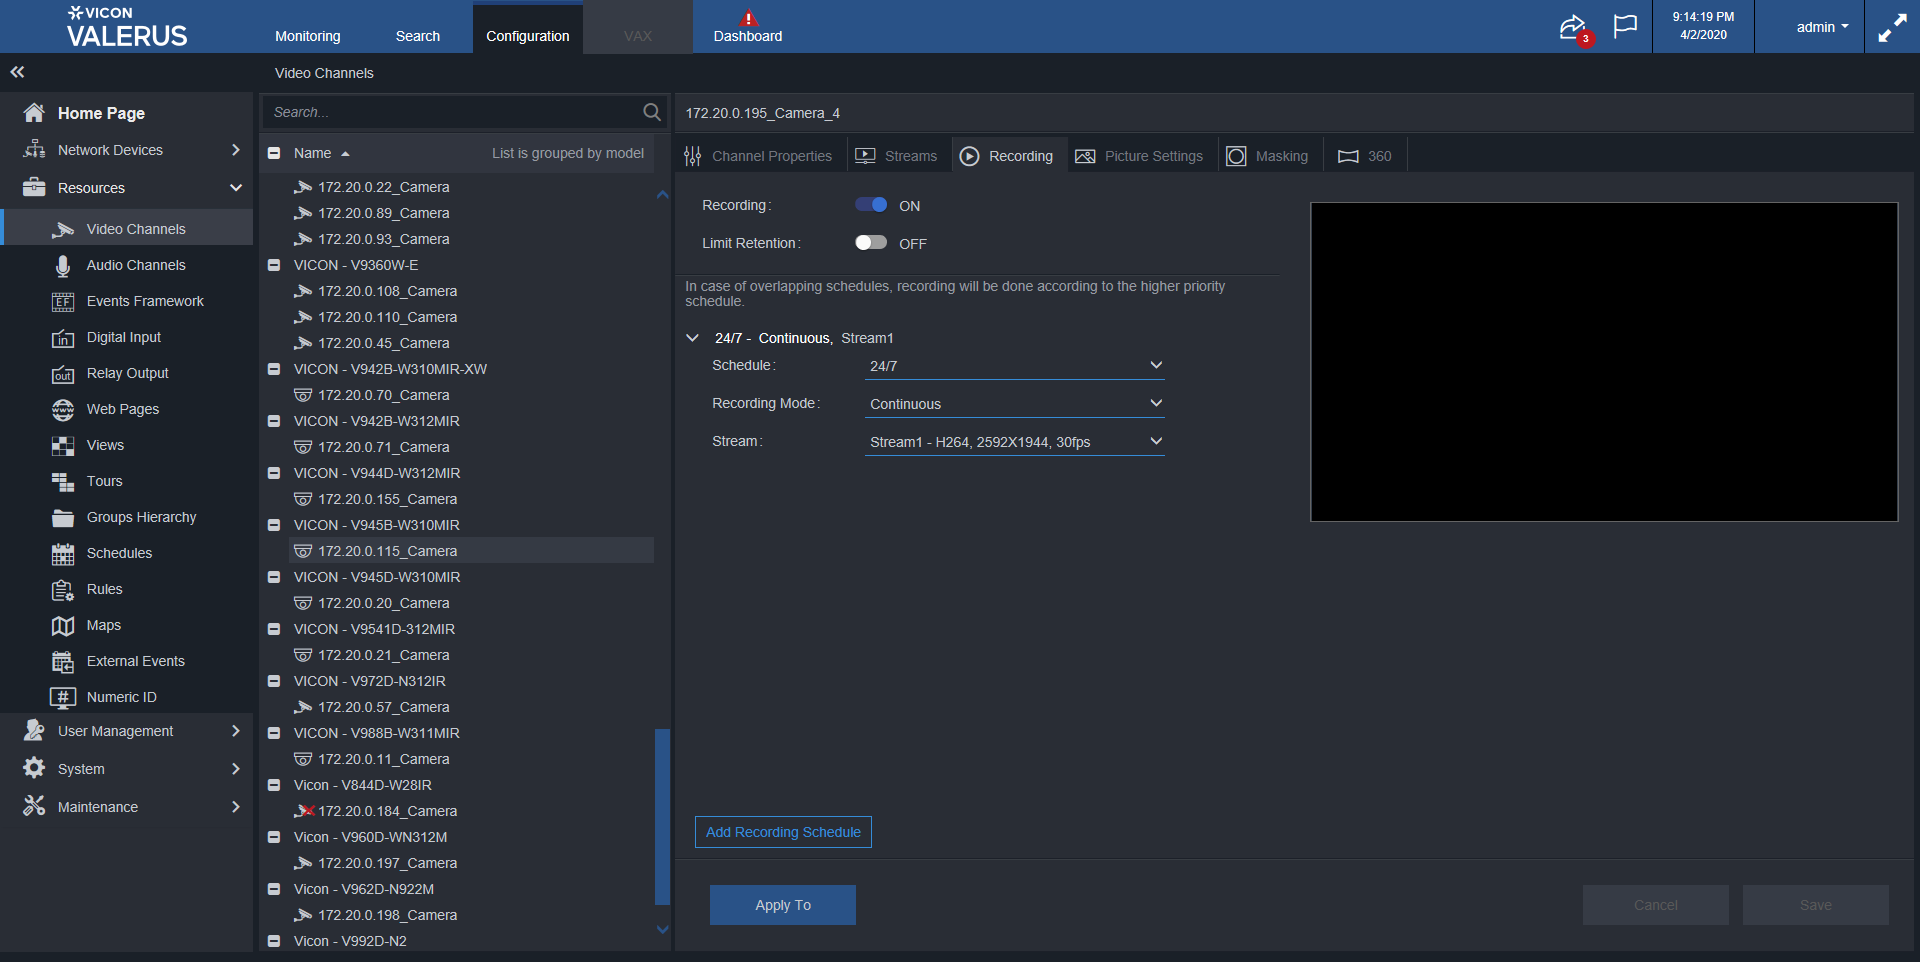 VICON
VALERUS
Monitoring
Search
Configuration
VAX
Dashboard
3
9:14:19 PM
4/2/2020
admin
Video Channels
Home Page
Network Devices
Resources
Video Channels
Audio Channels
EF
Events Framework
in
Digital Input
out
Relay Output
www
Web Pages
Views
Tours
Groups Hierarchy
Schedules
Rules
Maps
External Events
#
Numeric ID
User Management
System
Maintenance
Search...
Name
List is grouped by model
172.20.0.22_Camera
172.20.0.89_Camera
172.20.0.93_Camera
VICON - V9360W-E
172.20.0.108_Camera
172.20.0.110_Camera
172.20.0.45_Camera
VICON - V942B-W310MIR-XW
172.20.0.70_Camera
VICON - V942B-W312MIR
172.20.0.71_Camera
VICON - V944D-W312MIR
172.20.0.155_Camera
VICON - V945B-W310MIR
172.20.0.115_Camera
VICON - V945D-W310MIR
172.20.0.20_Camera
VICON - V9541D-312MIR
172.20.0.21_Camera
VICON - V972D-N312IR
172.20.0.57_Camera
VICON - V988B-W311MIR
172.20.0.11_Camera
Vicon - V844D-W28IR
172.20.0.184_Camera
Vicon - V960D-WN312M
172.20.0.197_Camera
Vicon - V962D-N922M
172.20.0.198_Camera
Vicon - V992D-N2
172.20.0.195_Camera_4
Channel Properties
Streams
Recording
Picture Settings
Masking
360
Recording: ON
Limit Retention: OFF
In case of overlapping schedules, recording will be done according to the higher priority
schedule.
24/7 - Continuous, Stream1
Schedule: 24/7
Recording Mode: Continuous
Stream: Stream1 - H264, 2592X1944, 30fps
Add Recording Schedule
Apply To
Cancel
Save